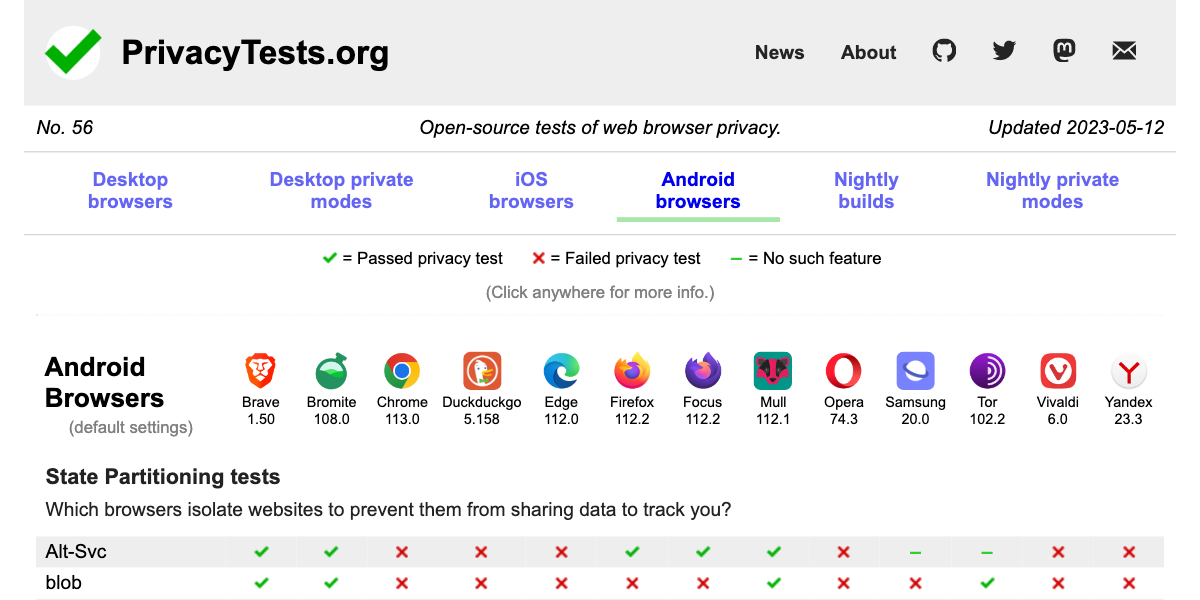 PrivacyTests.org
News About
No. 56 Open-source tests of web browser privacy. Updated 2023-05-12
Desktop browsers Desktop private modes iOS browsers Android browsers Nightly builds Nightly private modes
= Passed privacy test = Failed privacy test = No such feature
(Click anywhere for more info.)
Android
Browsers
(default settings)
Brave Bromite Chrome Duckduckgo Edge Firefox Focus Mull Opera Samsung Tor Vivaldi Yandex
1.50 108.0 113.0 5.158 112.0 112.2 112.2 112.1 74.3 20.0 102.2 6.0 23.3
State Partitioning tests
Which browsers isolate websites to prevent them from sharing data to track you?
Alt-Svc
blob